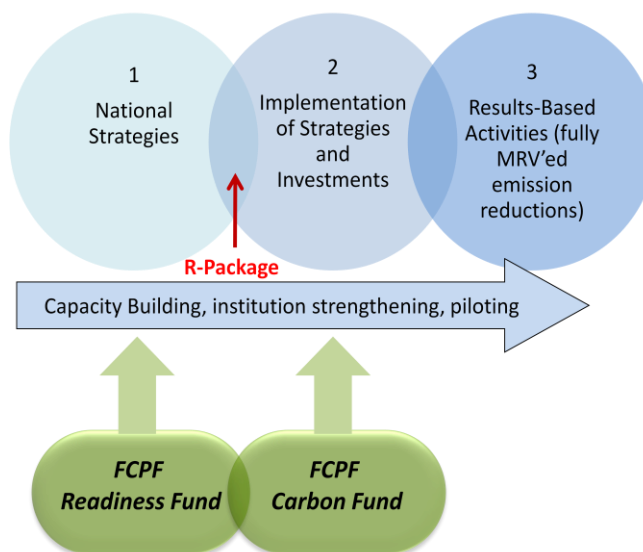 1
National
Strategies
2
Implementation
of Strategies
and
Investments
3
Results-Based
Activities (fully
MRV'ed
emission
reductions)
R-Package
Capacity Building, institution strengthening, piloting
FCPF
Readiness Fund
FCPF
Carbon Fund